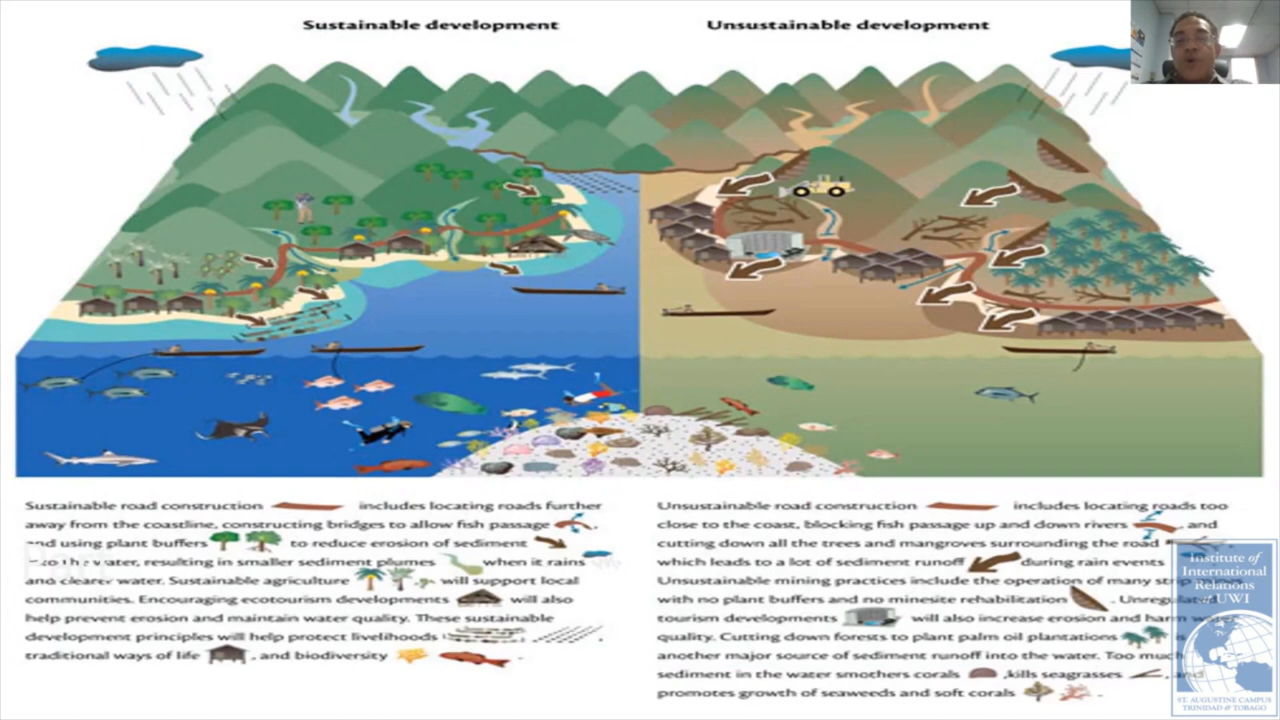 Sustainable development
Unsustainable development
Sustainable road construction includes locating roads further
away from the coastline, constructing bridges to allow fish passage ,
and using plant buffers to reduce erosion of sediment
into the water, resulting in smaller sediment plumes when it rains
and clearer water. Sustainable agriculture will support local
communities. Encouraging ecotourism developments will also
help prevent erosion and maintain water quality. These sustainable
development principles will help protect livelihoods ,
traditional ways of life , and biodiversity .
Unsustainable road construction includes locating roads too
close to the coast, blocking fish passage up and down rivers , and
cutting down all the trees and mangroves surrounding the road
which leads to a lot of sediment runoff during rain events.
Unsustainable mining practices include the operation of many strip
with no plant buffers and no minesite rehabilitation . Unregulated
tourism developments will also increase erosion and harm water
quality. Cutting down forests to plant palm oil plantations is
another major source of sediment runoff into the water. Too much
sediment in the water smothers corals ,kills seagrasses , and
promotes growth of seaweeds and soft corals .
Institute of
International
Relations
at UWI
ST. AUGUSTINE CAMPUS
TRINIDAD & TOBAGO